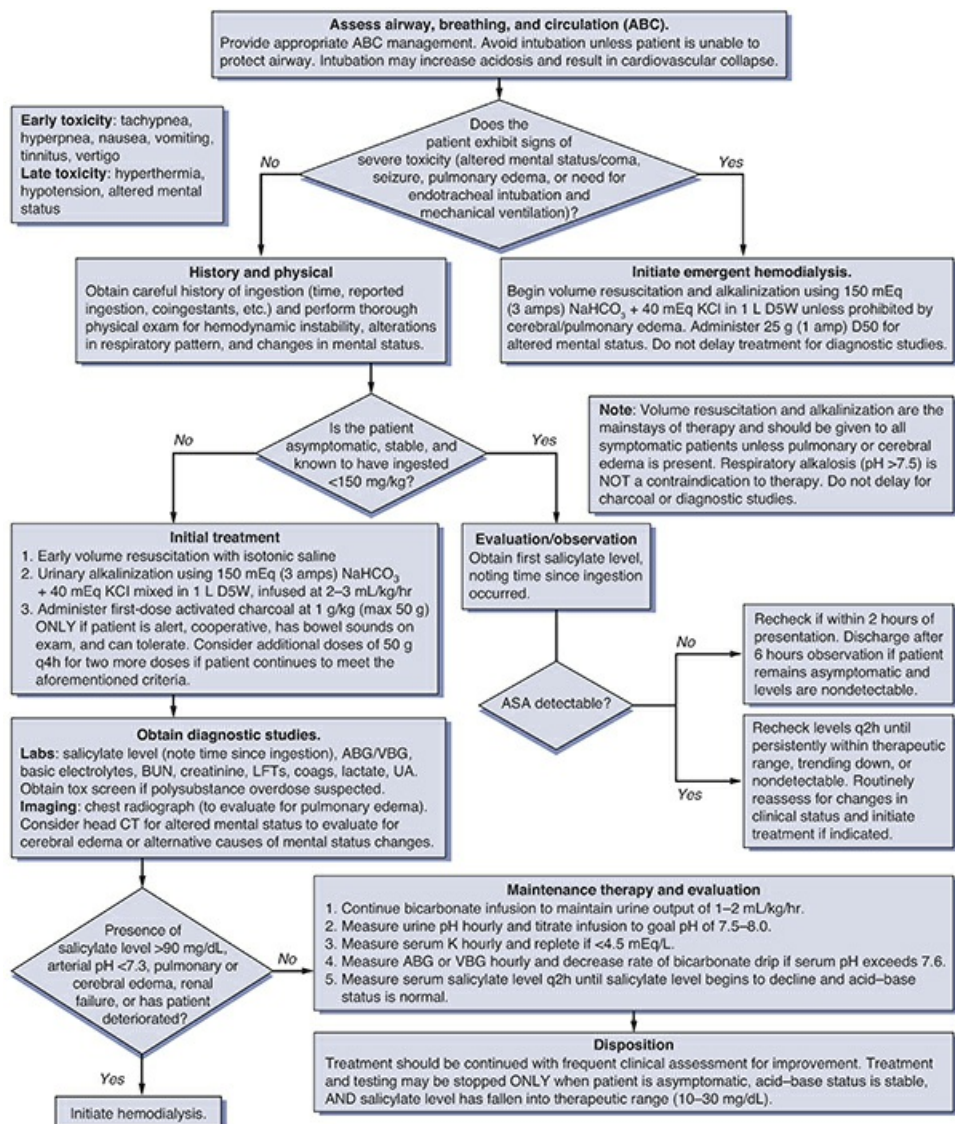 Assess airway, breathing, and circulation (ABC).
Provide appropriate ABC management. Avoid intubation unless patient is unable to
protect airway. Intubation may increase acidosis and result in cardiovascular collapse.
Early toxicity: tachypnea,
hyperpnea, nausea, vomiting,
tinnitus, vertigo
Late toxicity: hyperthermia,
hypotension, altered mental
status
Does the
patient exhibit signs of
severe toxicity (altered mental status/coma,
seizure, pulmonary edema, or need for
endotracheal intubation and
mechanical ventilation)?
No
Yes
History and physical
Obtain careful history of ingestion (time, reported
ingestion, coingestants, etc.) and perform thorough
physical exam for hemodynamic instability, alterations
in respiratory pattern, and changes in mental status.
Initiate emergent hemodialysis.
Begin volume resuscitation and alkalinization using 150 mEq
(3 amps) NaHCO₃ + 40 mEq KCl in 1 L D5W unless prohibited by
cerebral/pulmonary edema. Administer 25 g (1 amp) D50 for
altered mental status. Do not delay treatment for diagnostic studies.
Is the patient
asymptomatic, stable, and
known to have ingested
<150 mg/kg?
No
Yes
Note: Volume resuscitation and alkalinization are the
mainstays of therapy and should be given to all
symptomatic patients unless pulmonary or cerebral
edema is present. Respiratory alkalosis (pH >7.5) is
NOT a contraindication to therapy. Do not delay for
charcoal or diagnostic studies.
Initial treatment
1. Early volume resuscitation with isotonic saline
2. Urinary alkalinization using 150 mEq (3 amps) NaHCO₃
+ 40 mEq KCl mixed in 1 L D5W, infused at 2–3 mL/kg/hr
3. Administer first-dose activated charcoal at 1 g/kg (max 50 g)
ONLY if patient is alert, cooperative, has bowel sounds on
exam, and can tolerate. Consider additional doses of 50 g
q4h for two more doses if patient continues to meet the
aforementioned criteria.
Evaluation/observation
Obtain first salicylate level,
noting time since ingestion
occurred.
ASA detectable?
No
Recheck if within 2 hours of
presentation. Discharge after
6 hours observation if patient
remains asymptomatic and
levels are nondetectable.
Yes
Recheck levels q2h until
persistently within therapeutic
range, trending down, or
nondetectable. Routinely
reassess for changes in
clinical status and initiate
treatment if indicated.
Obtain diagnostic studies.
Labs: salicylate level (note time since ingestion), ABG/VBG,
basic electrolytes, BUN, creatinine, LFTs, coags, lactate, UA.
Obtain tox screen if polysubstance overdose suspected.
Imaging: chest radiograph (to evaluate for pulmonary edema).
Consider head CT for altered mental status to evaluate for
cerebral edema or alternative causes of mental status changes.
Presence of
salicylate level >90 mg/dL,
arterial pH <7.3, pulmonary or
cerebral edema, renal
failure, or has patient
deteriorated?
No
Maintenance therapy and evaluation
1. Continue bicarbonate infusion to maintain urine output of 1–2 mL/kg/hr.
2. Measure urine pH hourly and titrate infusion to goal pH of 7.5–8.0.
3. Measure serum K hourly and replete if <4.5 mEq/L.
4. Measure ABG or VBG hourly and decrease rate of bicarbonate drip if serum pH exceeds 7.6.
5. Measure serum salicylate level q2h until salicylate level begins to decline and acid–base
status is normal.
Disposition
Treatment should be continued with frequent clinical assessment for improvement. Treatment
and testing may be stopped ONLY when patient is asymptomatic, acid–base status is stable,
AND salicylate level has fallen into therapeutic range (10–30 mg/dL).
Yes
Initiate hemodialysis.